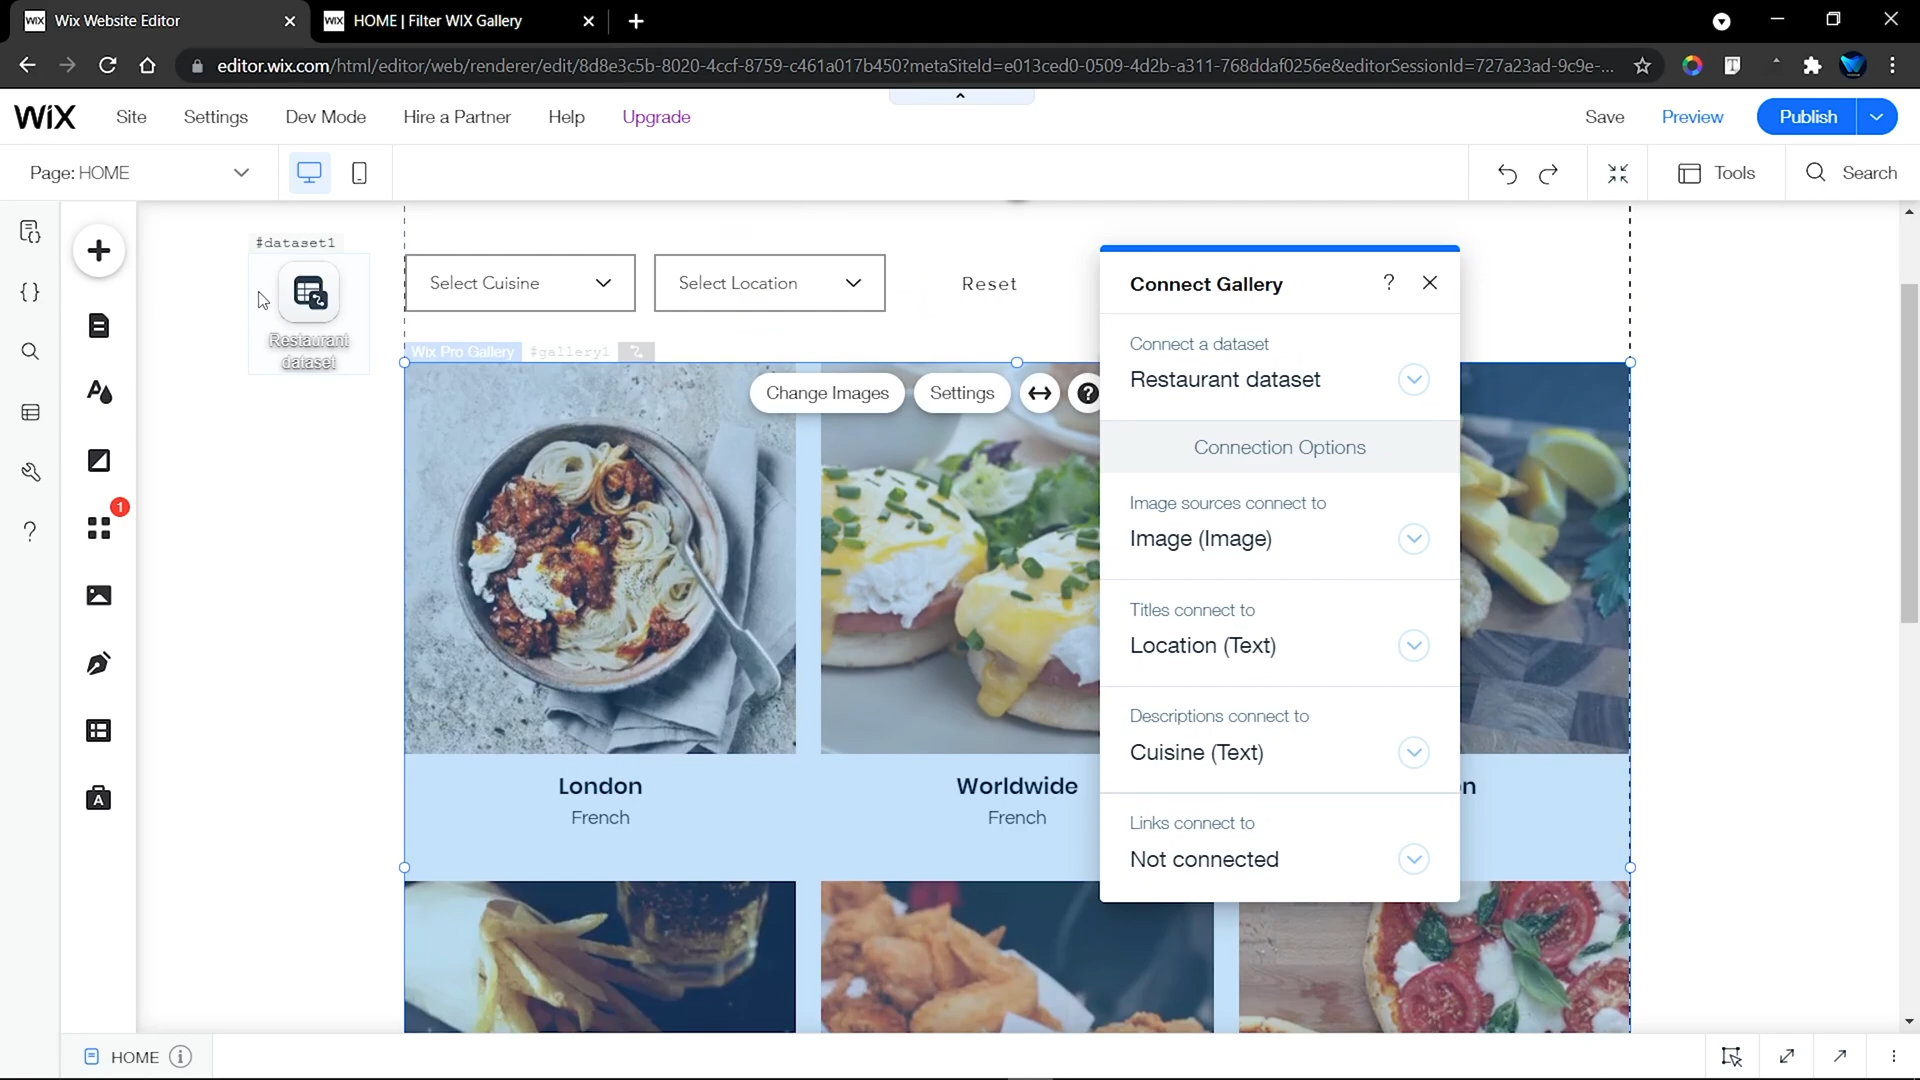 WIX Wix Website Editor
WIX HOME | Filter WIX Gallery
editor.wix.com/html/editor/web/renderer/edit/8d8e3c5b-8020-4ccf-8759-c461a017b450?metaSiteId=e013ced0-0509-4d2b-a311-768ddaf0256e&editorSessionId=727a23ad-9c9e-...
WiX Site Settings Dev Mode Hire a Partner Help Upgrade Save Preview Publish
Page: HOME Tools Search
#dataset1
Restaurant
dataset
Select Cuisine Select Location Reset
Wix Pro Gallery #gallery1
Change Images Settings
Connect Gallery
Connect a dataset
Restaurant dataset
Connection Options
Image sources connect to
Image (Image)
Titles connect to
Location (Text)
Descriptions connect to
Cuisine (Text)
Links connect to
Not connected
1
London
French
Worldwide
French
n
HOME